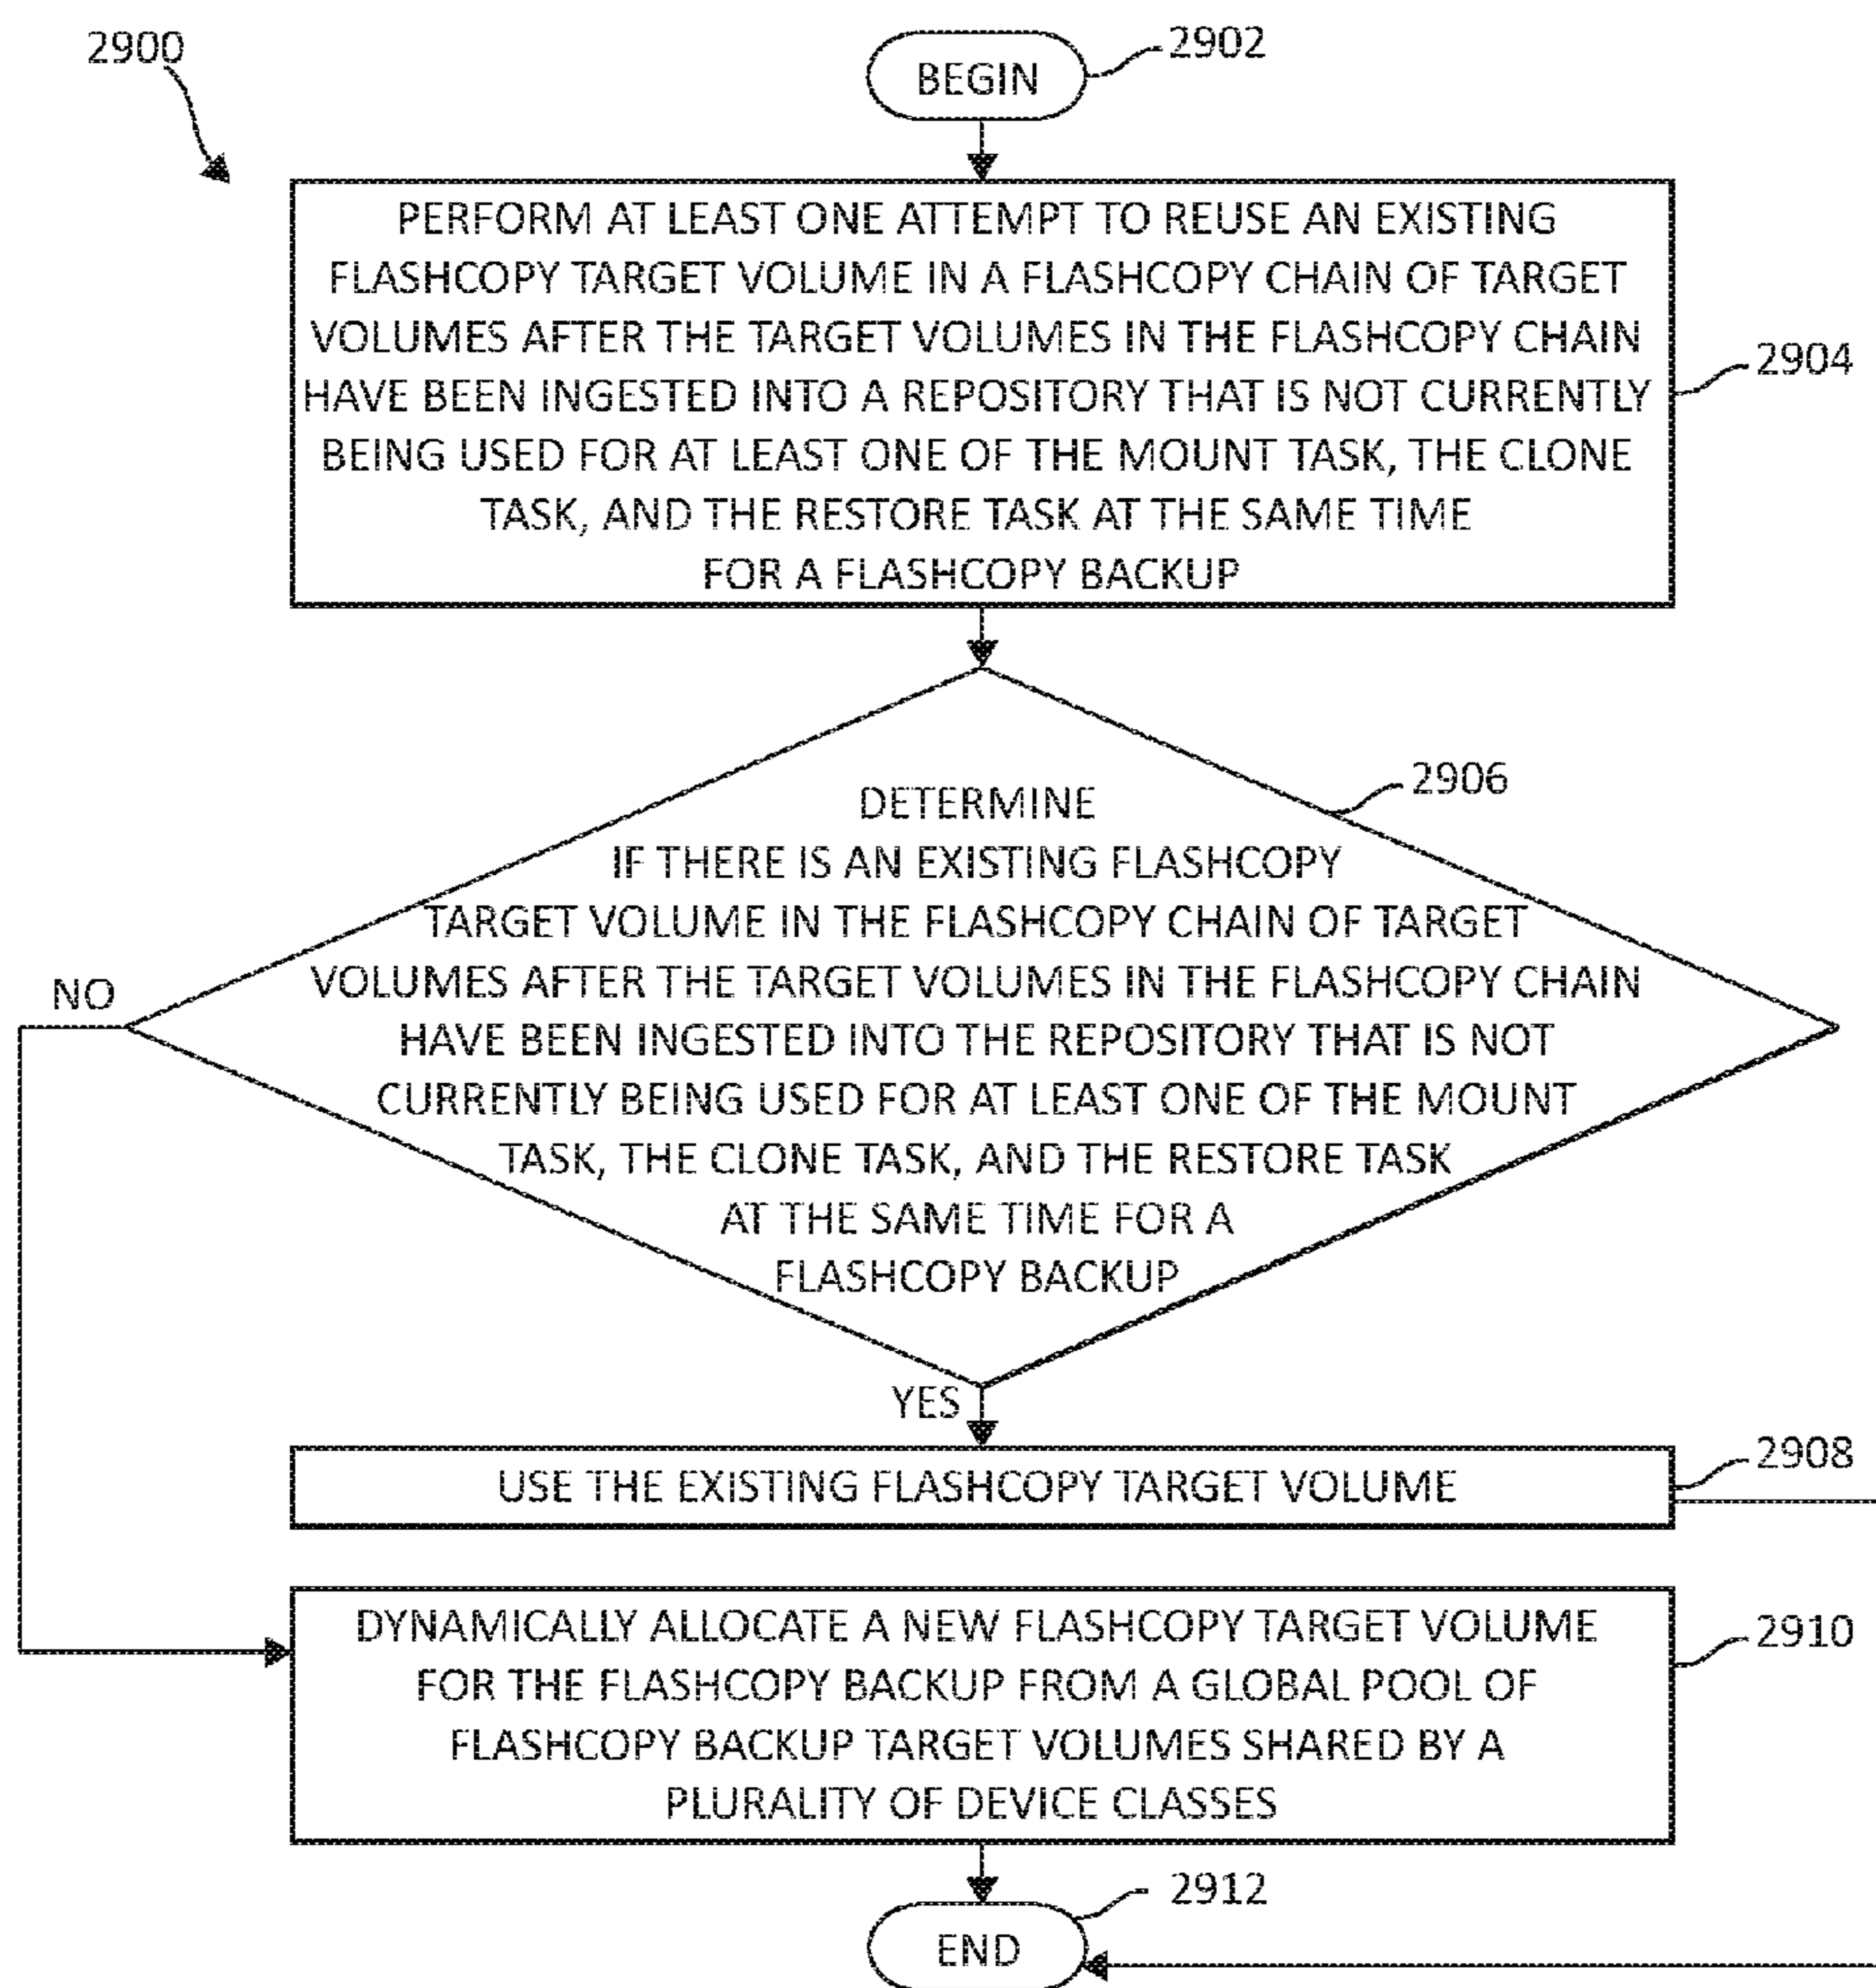 2900
BEGIN
2902
PERFORM AT LEAST ONE ATTEMPT TO REUSE AN EXISTING
FLASHCOPY TARGET VOLUME IN A FLASHCOPY CHAIN OF TARGET
VOLUMES AFTER THE TARGET VOLUMES IN THE FLASHCOPY CHAIN
HAVE BEEN INGESTED INTO A REPOSITORY THAT IS NOT CURRENTLY
BEING USED FOR AT LEAST ONE OF THE MOUNT TASK, THE CLONE
TASK, AND THE RESTORE TASK AT THE SAME TIME
FOR A FLASHCOPY BACKUP
2904
2906
DETERMINE
IF THERE IS AN EXISTING FLASHCOPY
TARGET VOLUME IN THE FLASHCOPY CHAIN OF TARGET
VOLUMES AFTER THE TARGET VOLUMES IN THE FLASHCOPY CHAIN
HAVE BEEN INGESTED INTO THE REPOSITORY THAT IS NOT
CURRENTLY BEING USED FOR AT LEAST ONE OF THE MOUNT
TASK, THE CLONE TASK, AND THE RESTORE TASK
AT THE SAME TIME FOR A
FLASHCOPY BACKUP
NO
YES
USE THE EXISTING FLASHCOPY TARGET VOLUME
2908
DYNAMICALLY ALLOCATE A NEW FLASHCOPY TARGET VOLUME
FOR THE FLASHCOPY BACKUP FROM A GLOBAL POOL OF
FLASHCOPY BACKUP TARGET VOLUMES SHARED BY A
PLURALITY OF DEVICE CLASSES
2910
2912
END